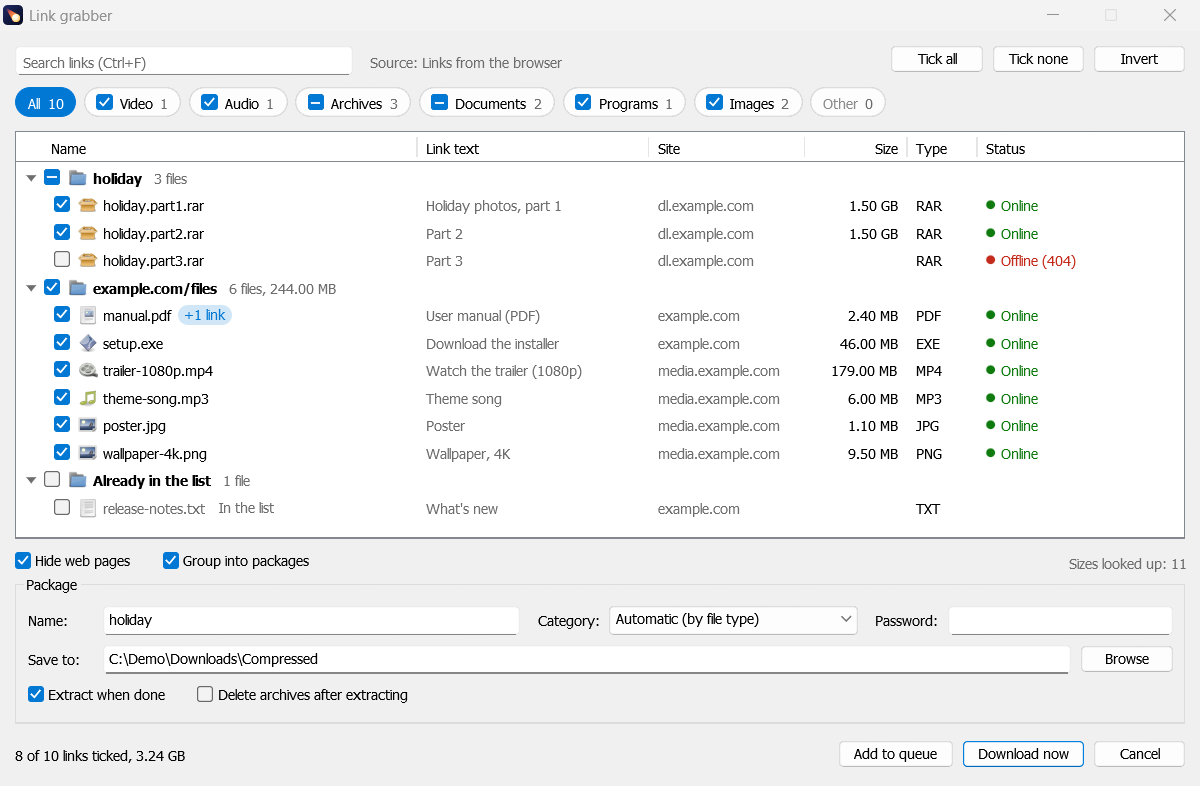 Link grabber
Search links (Ctrl+F)
Source: Links from the browser
Tick all
Tick none
Invert
All 10
Video 1
Audio 1
Archives 3
Documents 2
Programs 1
Images 2
Other 0
Name Link text Site Size Type Status
holiday 3 files
holiday.part1.rar Holiday photos, part 1 dl.example.com 1.50 GB RAR Online
holiday.part2.rar Part 2 dl.example.com 1.50 GB RAR Online
holiday.part3.rar Part 3 dl.example.com RAR Offline (404)
example.com/files 6 files, 244.00 MB
manual.pdf +1 link User manual (PDF) example.com 2.40 MB PDF Online
setup.exe Download the installer example.com 46.00 MB EXE Online
trailer-1080p.mp4 Watch the trailer (1080p) media.example.com 179.00 MB MP4 Online
theme-song.mp3 Theme song media.example.com 6.00 MB MP3 Online
poster.jpg Poster media.example.com 1.10 MB JPG Online
wallpaper-4k.png Wallpaper, 4K media.example.com 9.50 MB PNG Online
Already in the list 1 file
release-notes.txt In the list What's new example.com TXT
Hide web pages
Group into packages
Sizes looked up: 11
Package
Name: holiday
Category: Automatic (by file type)
Password:
Save to: C:\Demo\Downloads\Compressed
Browse
Extract when done
Delete archives after extracting
8 of 10 links ticked, 3.24 GB
Add to queue
Download now
Cancel